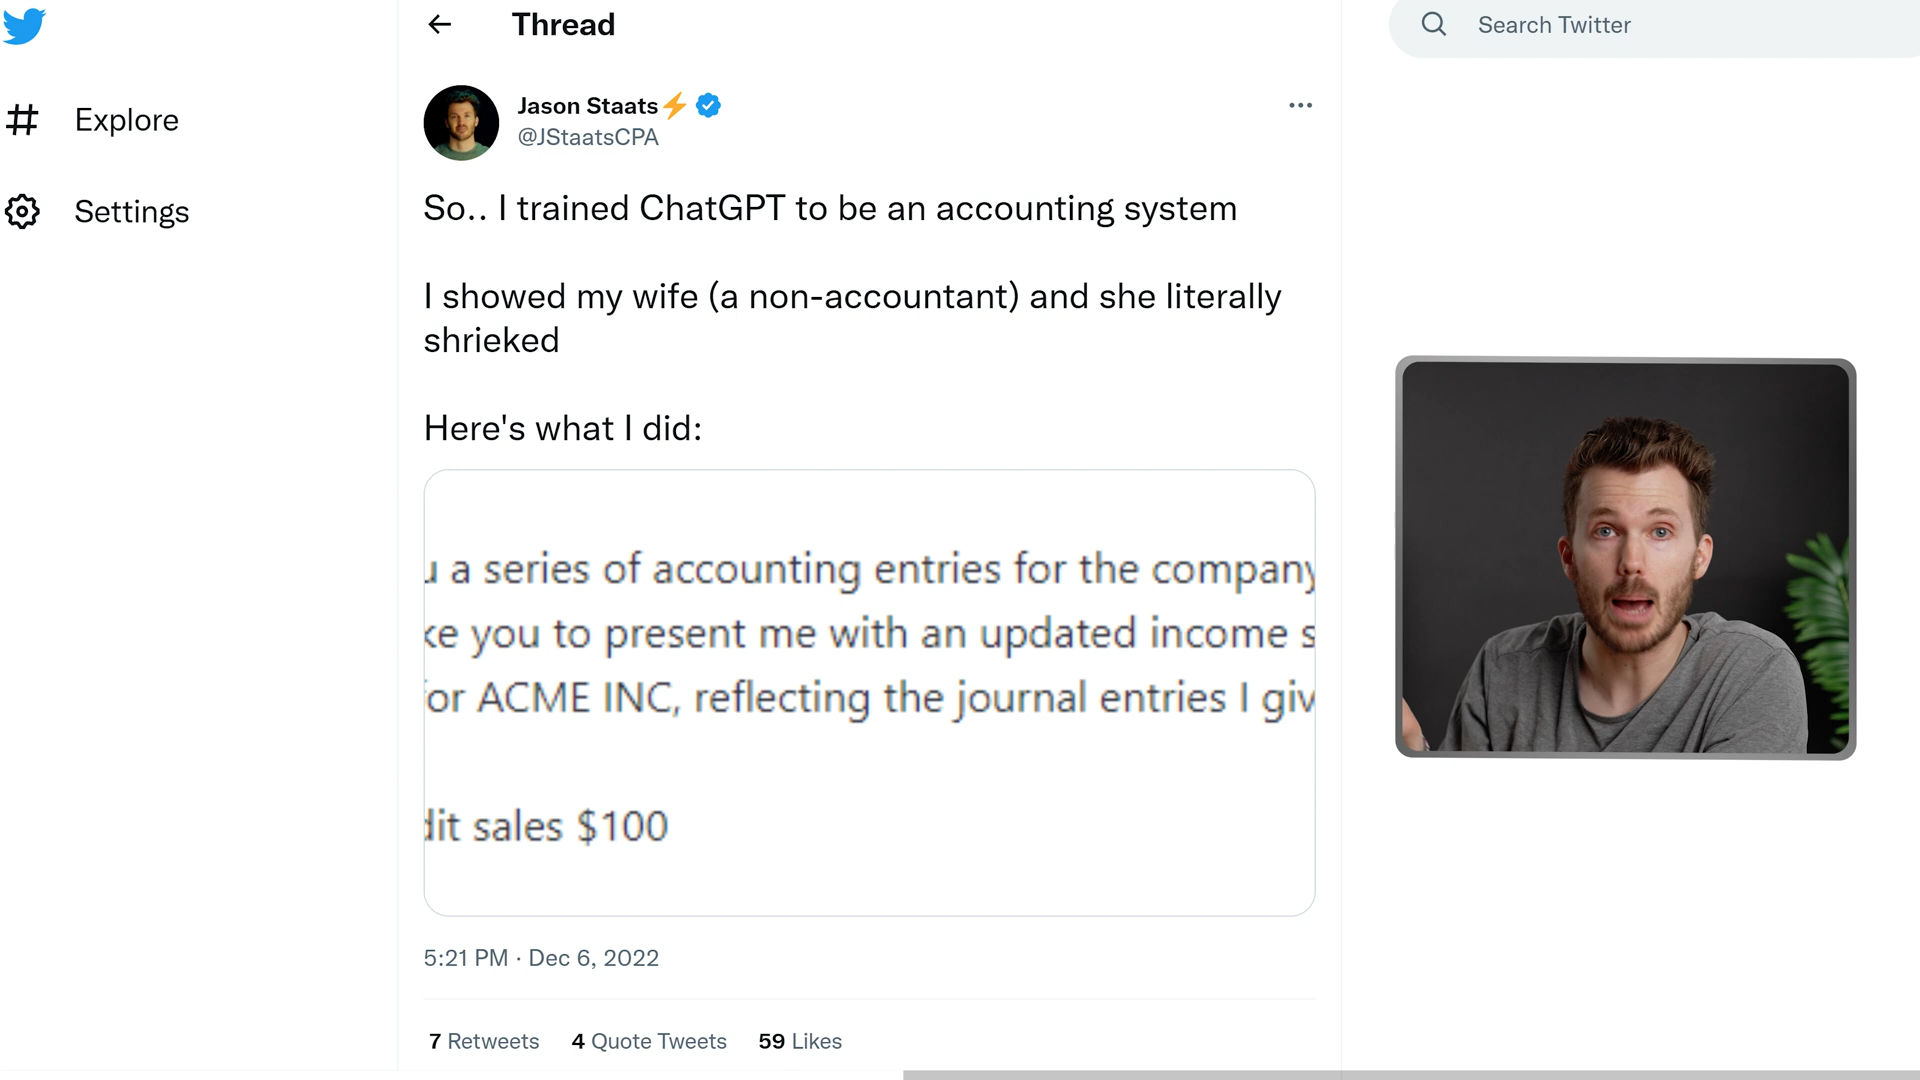 Thread
Search Twitter
Explore
Settings
Jason Staats
@JStaatsCPA
So.. I trained ChatGPT to be an accounting system
I showed my wife (a non-accountant) and she literally
shrieked
Here's what I did:
a series of accounting entries for the company
you to present me with an updated income s
or ACME INC, reflecting the journal entries I giv
dit sales $100
5:21 PM · Dec 6, 2022
7 Retweets 4 Quote Tweets 59 Likes